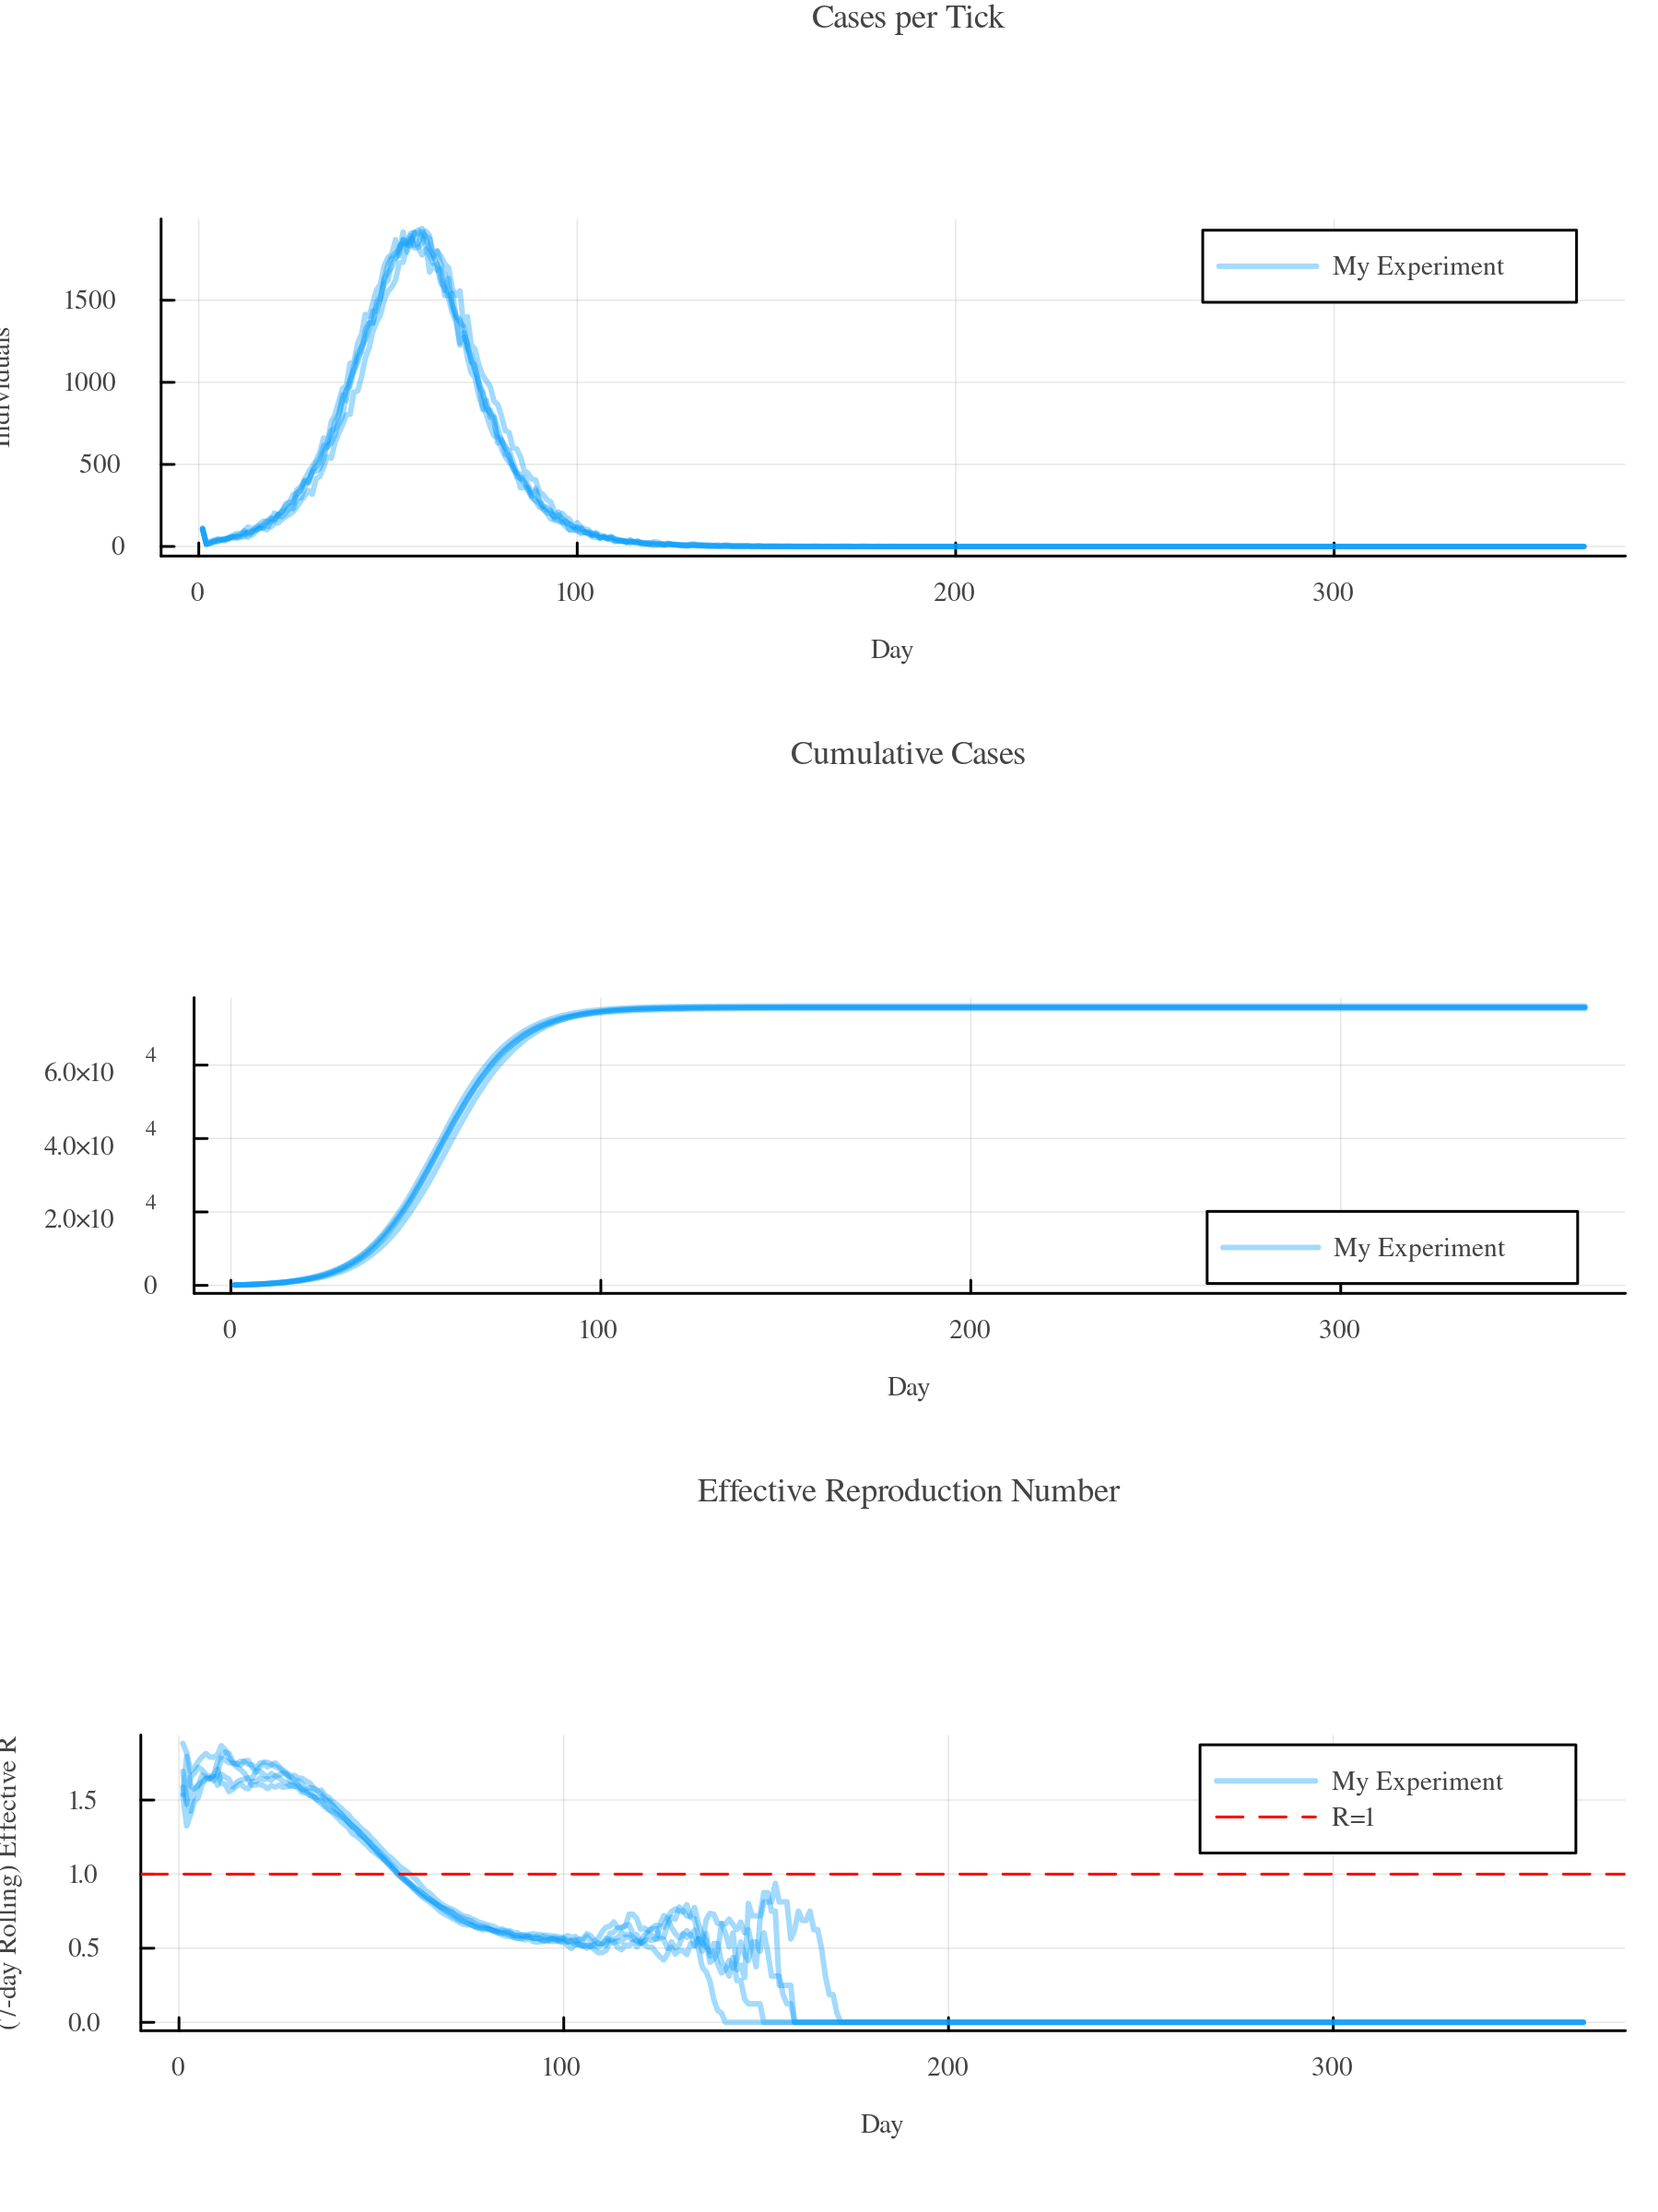 Cases per Tick
Individuals
1500
1000
500
0
My Experiment
0 100 200 300
Day
Cumulative Cases
6.0×10 4
4.0×10 4
2.0×10 4
0
My Experiment
0 100 200 300
Day
Effective Reproduction Number
(7-day Rolling) Effective R
1.5
1.0
0.5
0.0
My Experiment
R=1
0 100 200 300
Day